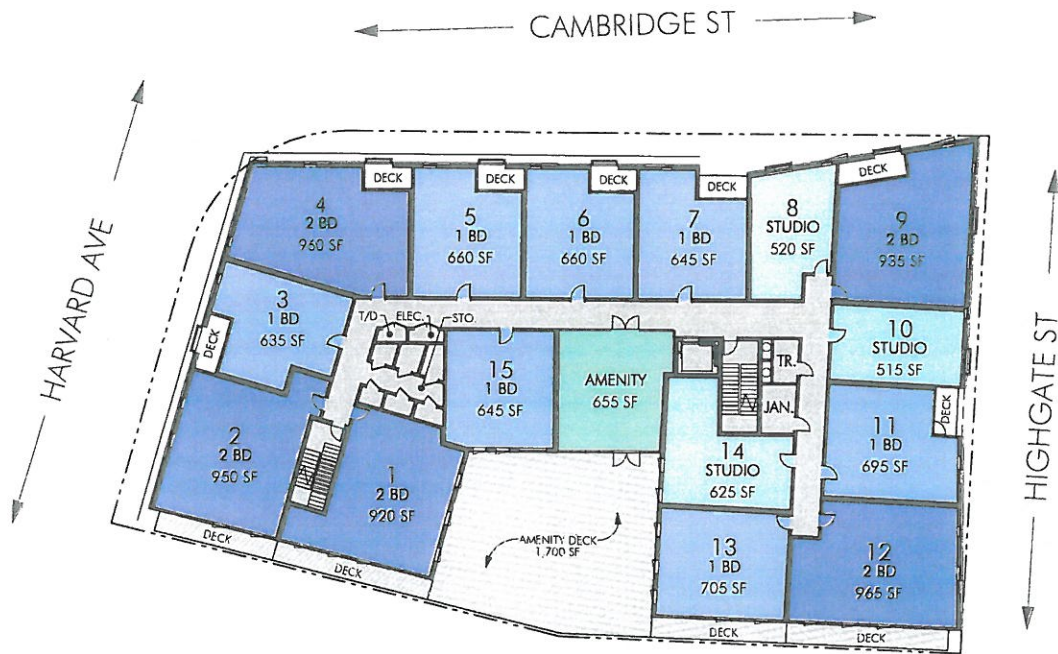 CAMBRIDGE ST
HARVARD AVE
HIGHGATE ST
DECK
DECK
DECK
DECK
DECK
4
2 BD
960 SF
5
1 BD
660 SF
6
1 BD
660 SF
7
1 BD
645 SF
8
STUDIO
520 SF
9
2 BD
935 SF
3
1 BD
635 SF
DECK
T/D
ELEC.
STO.
10
STUDIO
515 SF
15
1 BD
645 SF
AMENITY
655 SF
TR.
JAN.
DECK
11
1 BD
695 SF
2
2 BD
950 SF
1
2 BD
920 SF
14
STUDIO
625 SF
AMENITY DECK
1,700 SF
13
1 BD
705 SF
12
2 BD
965 SF
DECK
DECK
DECK
DECK